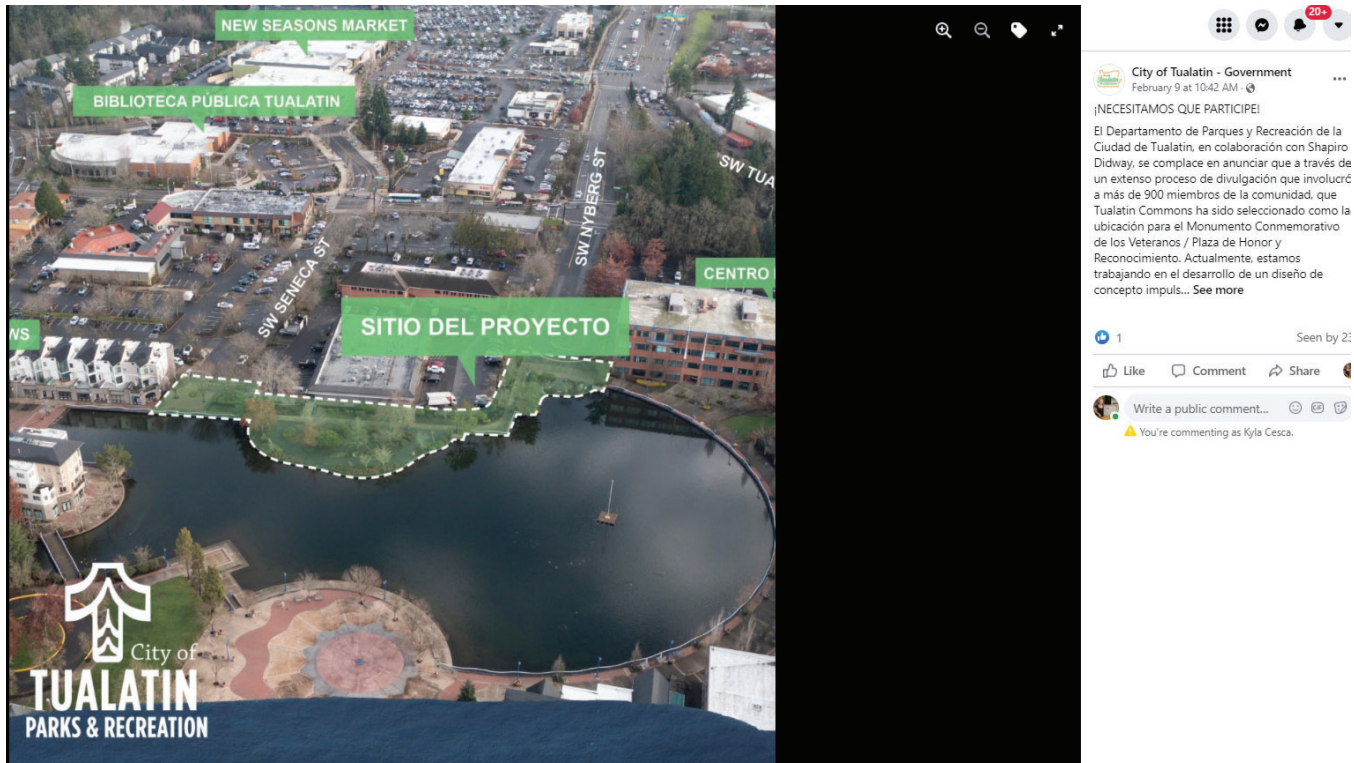 NEW SEASONS MARKET
BIBLIOTECA PÚBLICA TUALATIN
SW TUA
SW NYBERG ST
SW SENECA ST
CENTRO
SITIO DEL PROYECTO
WS
City of
TUALATIN
PARKS & RECREATION
20+
City of Tualatin - Government
February 9 at 10:42 AM ·
¡NECESITAMOS QUE PARTICIPE!
El Departamento de Parques y Recreación de la
Ciudad de Tualatin, en colaboración con Shapiro
Didway, se complace en anunciar que a través de
un extenso proceso de divulgación que involucró
a más de 900 miembros de la comunidad, que
Tualatin Commons ha sido seleccionado como la
ubicación para el Monumento Conmemorativo
de los Veteranos / Plaza de Honor y
Reconocimiento. Actualmente, estamos
trabajando en el desarrollo de un diseño de
concepto impuls... See more
1
Seen by 23
Like Comment Share
Write a public comment...
GIF
You're commenting as Kyla Cesca.